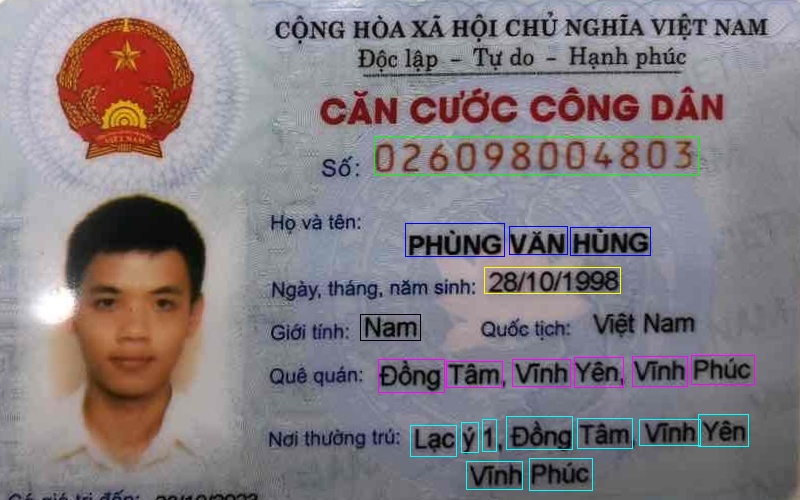 CỘNG HÒA XÃ HỘI CHỦ NGHĨA VIỆT NAM
Độc lập - Tự do - Hạnh phúc
CĂN CƯỚC CÔNG DÂN
Số: 026098004803
Họ và tên:
PHÙNG VĂN HÙNG
Ngày, tháng, năm sinh: 28/10/1998
Giới tính: Nam Quốc tịch: Việt Nam
Quê quán: Đồng Tâm, Vĩnh Yên, Vĩnh Phúc
Nơi thường trú: Lạc ý 1, Đồng Tâm, Vĩnh Yên
Vĩnh Phúc
Có giá trị đến: 28/10/2023
VIỆT NAM